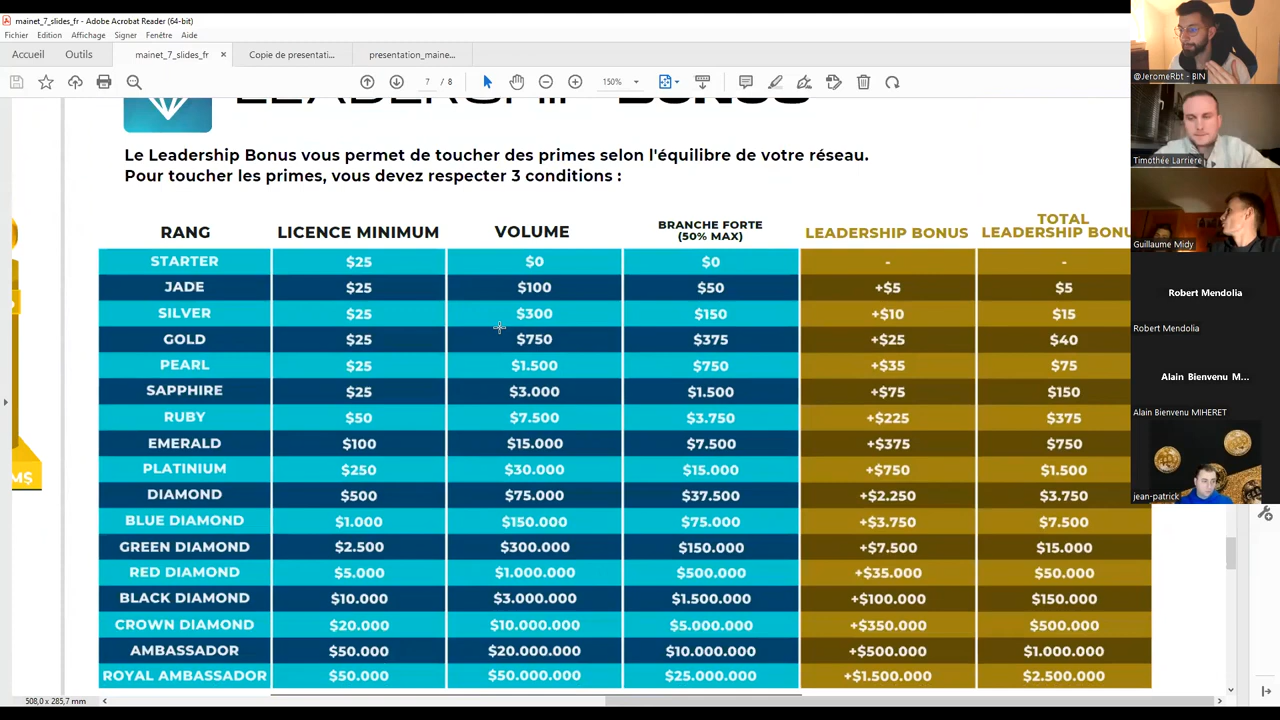 mainet_7_slides_fr - Adobe Acrobat Reader (64-bit)
Fichier Edition Affichage Signer Fenêtre Aide
Accueil Outils mainet_7_slides_fr × Copie de presentati... presentation_maine...
7 / 8 150%
LEADERSHIP BONUS
Le Leadership Bonus vous permet de toucher des primes selon l'équilibre de votre réseau.
Pour toucher les primes, vous devez respecter 3 conditions :
RANG LICENCE MINIMUM VOLUME BRANCHE FORTE (50% MAX) LEADERSHIP BONUS TOTAL LEADERSHIP BONU
STARTER $25 $0 $0 - -
JADE $25 $100 $50 +$5 $5
SILVER $25 $300 $150 +$10 $15
GOLD $25 $750 $375 +$25 $40
PEARL $25 $1.500 $750 +$35 $75
SAPPHIRE $25 $3.000 $1.500 +$75 $150
RUBY $50 $7.500 $3.750 +$225 $375
EMERALD $100 $15.000 $7.500 +$375 $750
PLATINIUM $250 $30.000 $15.000 +$750 $1.500
DIAMOND $500 $75.000 $37.500 +$2.250 $3.750
BLUE DIAMOND $1.000 $150.000 $75.000 +$3.750 $7.500
GREEN DIAMOND $2.500 $300.000 $150.000 +$7.500 $15.000
RED DIAMOND $5.000 $1.000.000 $500.000 +$35.000 $50.000
BLACK DIAMOND $10.000 $3.000.000 $1.500.000 +$100.000 $150.000
CROWN DIAMOND $20.000 $10.000.000 $5.000.000 +$350.000 $500.000
AMBASSADOR $50.000 $20.000.000 $10.000.000 +$500.000 $1.000.000
ROYAL AMBASSADOR $50.000 $50.000.000 $25.000.000 +$1.500.000 $2.500.000
M$
508,0 x 285,7 mm
@JeromeRbt - BIN
Timothée Larriere
Guillaume Midy
Robert Mendolia
Robert Mendolia
Alain Bienvenu M...
Alain Bienvenu MIHERET
jean-patrick